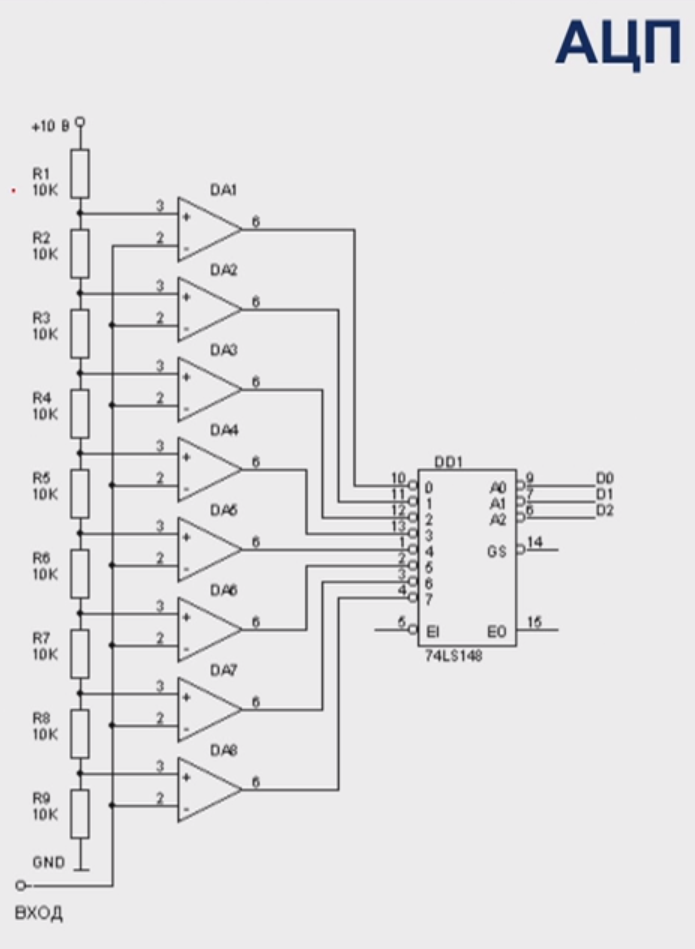 АЦП
+10 В
R1
10K
3
2
DA1
6
R2
10K
3
2
DA2
6
R3
10K
3
2
DA3
6
R4
10K
3
2
DA4
6
R5
10K
3
2
DA5
6
R6
10K
3
2
DA6
6
R7
10K
3
2
DA7
6
R8
10K
3
2
DA8
6
R9
10K
GND
ВХОД
+ -
+ -
+ -
+ -
+ -
+ -
+ -
+ -
DD1
10 0 A0 9 D0
11 1 A1 7 D1
12 2 A2 6 D2
13 3
1 4 GS 14
2 5
3 6
4 7
5 EI EO 15
74LS148